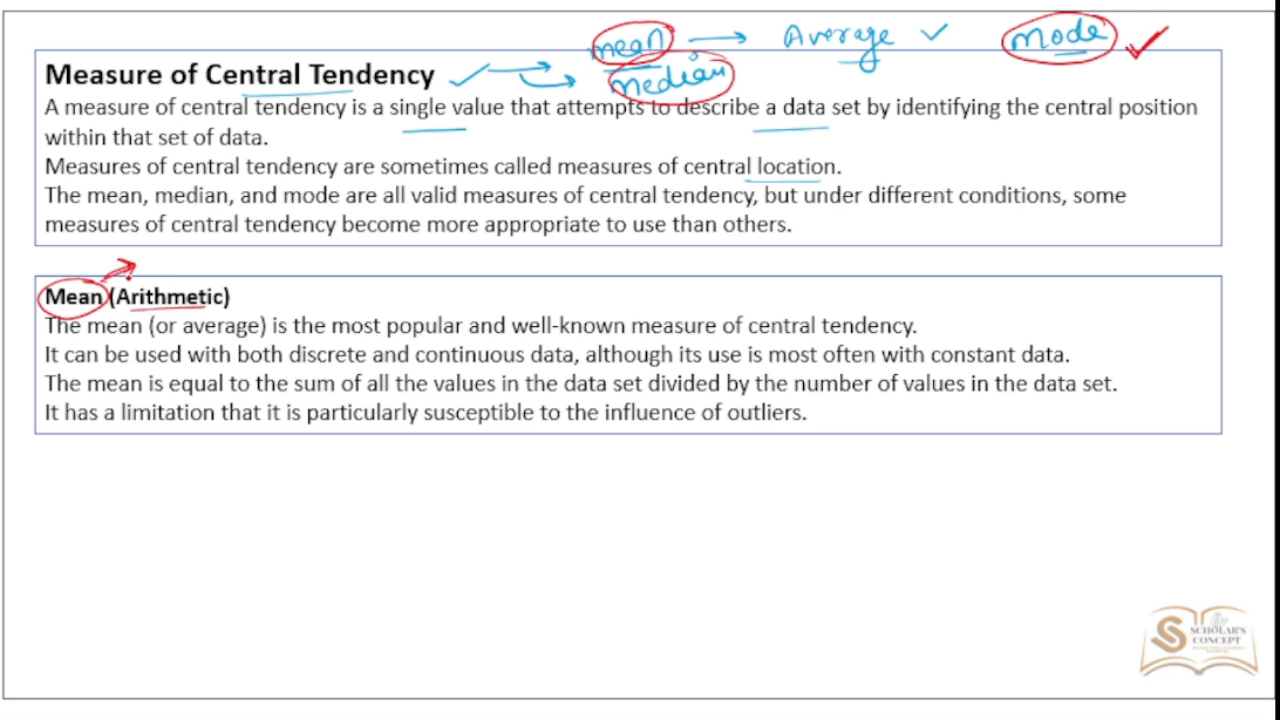 mean → Average ✓ mode ✓
median
Measure of Central Tendency
A measure of central tendency is a single value that attempts to describe a data set by identifying the central position
within that set of data.
Measures of central tendency are sometimes called measures of central location.
The mean, median, and mode are all valid measures of central tendency, but under different conditions, some
measures of central tendency become more appropriate to use than others.
Mean (Arithmetic)
The mean (or average) is the most popular and well-known measure of central tendency.
It can be used with both discrete and continuous data, although its use is most often with constant data.
The mean is equal to the sum of all the values in the data set divided by the number of values in the data set.
It has a limitation that it is particularly susceptible to the influence of outliers.
SCHOLAR'S
CONCEPT